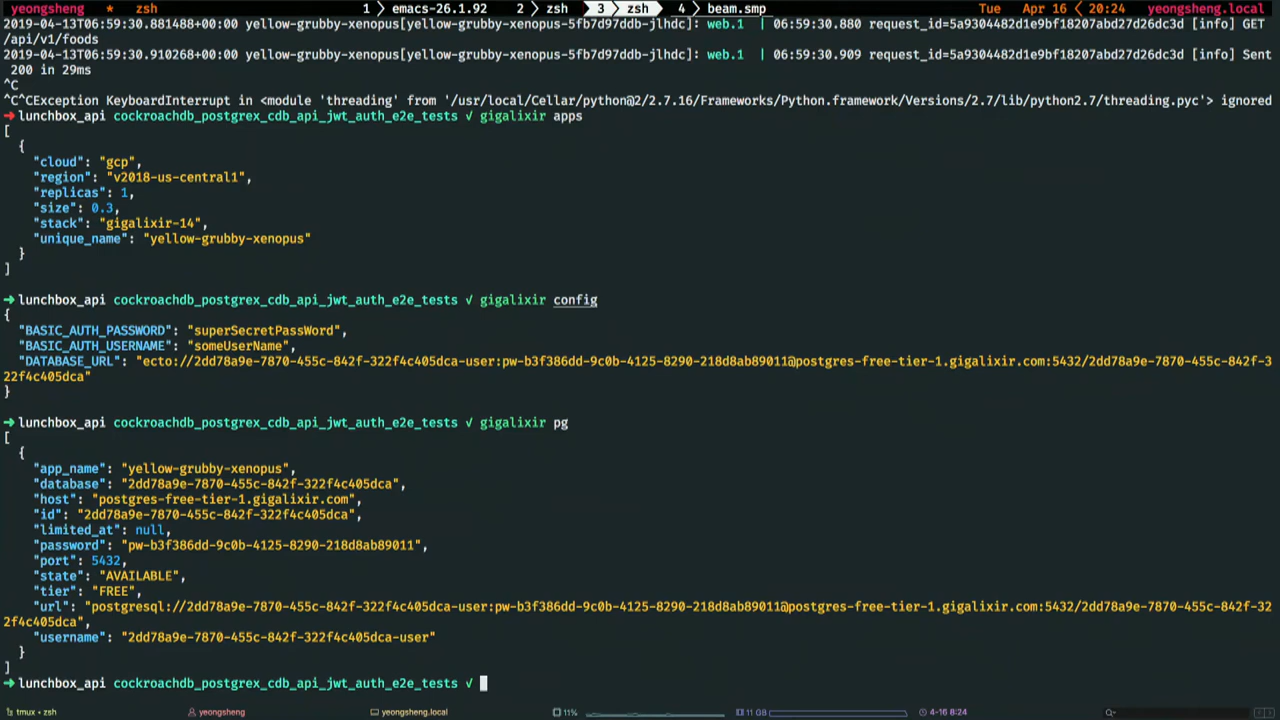 yeongsheng * zsh 1 emacs-26.1.92 2 zsh 3 zsh 4 beam.smp Tue Apr 16 20:24 yeongsheng.local
2019-04-13T06:59:30.881488+00:00 yellow-grubby-xenopus[yellow-grubby-xenopus-5fb7d97ddb-jlhdc]: web.1 | 06:59:30.880 request_id=5a9304482d1e9bf18207abd27d26dc3d [info] GET
/api/v1/foods
2019-04-13T06:59:30.910268+00:00 yellow-grubby-xenopus[yellow-grubby-xenopus-5fb7d97ddb-jlhdc]: web.1 | 06:59:30.909 request_id=5a9304482d1e9bf18207abd27d26dc3d [info] Sent
200 in 29ms
^C
^C^CException KeyboardInterrupt in <module 'threading' from '/usr/local/Cellar/python@2/2.7.16/Frameworks/Python.framework/Versions/2.7/lib/python2.7/threading.pyc'> ignored
➜ lunchbox_api cockroachdb_postgrex_cdb_api_jwt_auth_e2e_tests √ gigalixir apps
[
{
"cloud": "gcp",
"region": "v2018-us-central1",
"replicas": 1,
"size": 0.3,
"stack": "gigalixir-14",
"unique_name": "yellow-grubby-xenopus"
}
]
➜ lunchbox_api cockroachdb_postgrex_cdb_api_jwt_auth_e2e_tests √ gigalixir config
{
"BASIC_AUTH_PASSWORD": "superSecretPassWord",
"BASIC_AUTH_USERNAME": "someUserName",
"DATABASE_URL": "ecto://2dd78a9e-7870-455c-842f-322f4c405dca-user:pw-b3f386dd-9c0b-4125-8290-218d8ab89011@postgres-free-tier-1.gigalixir.com:5432/2dd78a9e-7870-455c-842f-3
22f4c405dca"
}
➜ lunchbox_api cockroachdb_postgrex_cdb_api_jwt_auth_e2e_tests √ gigalixir pg
[
{
"app_name": "yellow-grubby-xenopus",
"database": "2dd78a9e-7870-455c-842f-322f4c405dca",
"host": "postgres-free-tier-1.gigalixir.com",
"id": "2dd78a9e-7870-455c-842f-322f4c405dca",
"limited_at": null,
"password": "pw-b3f386dd-9c0b-4125-8290-218d8ab89011",
"port": 5432,
"state": "AVAILABLE",
"tier": "FREE",
"url": "postgresql://2dd78a9e-7870-455c-842f-322f4c405dca-user:pw-b3f386dd-9c0b-4125-8290-218d8ab89011@postgres-free-tier-1.gigalixir.com:5432/2dd78a9e-7870-455c-842f-32
2f4c405dca",
"username": "2dd78a9e-7870-455c-842f-322f4c405dca-user"
}
]
➜ lunchbox_api cockroachdb_postgrex_cdb_api_jwt_auth_e2e_tests √
tmux • zsh yeongsheng yeongsheng.local 11% 11 GB 4-16 8:24